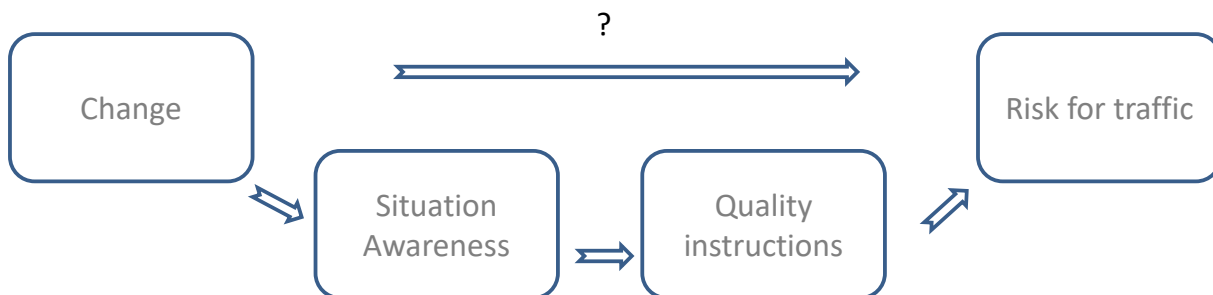 ?
Change
Risk for traffic
Situation
Awareness
Quality
instructions